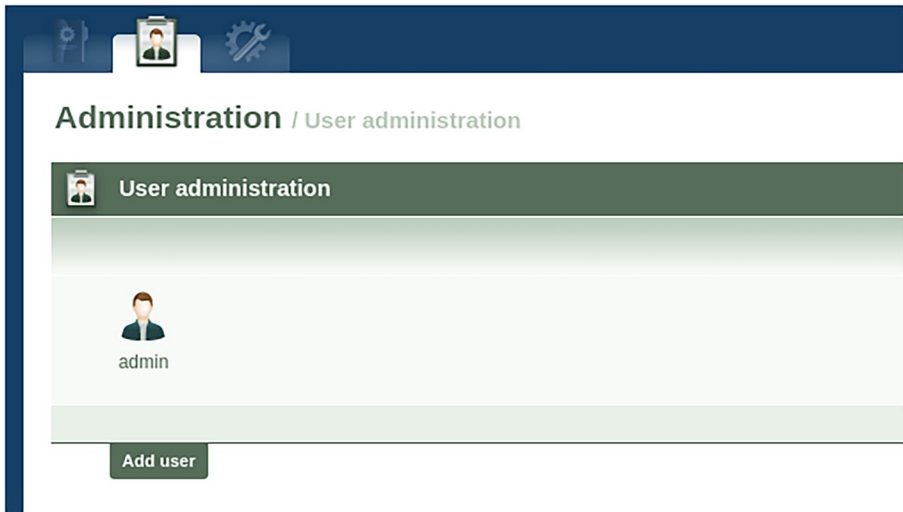 Administration / User administration
User administration
admin
Add user